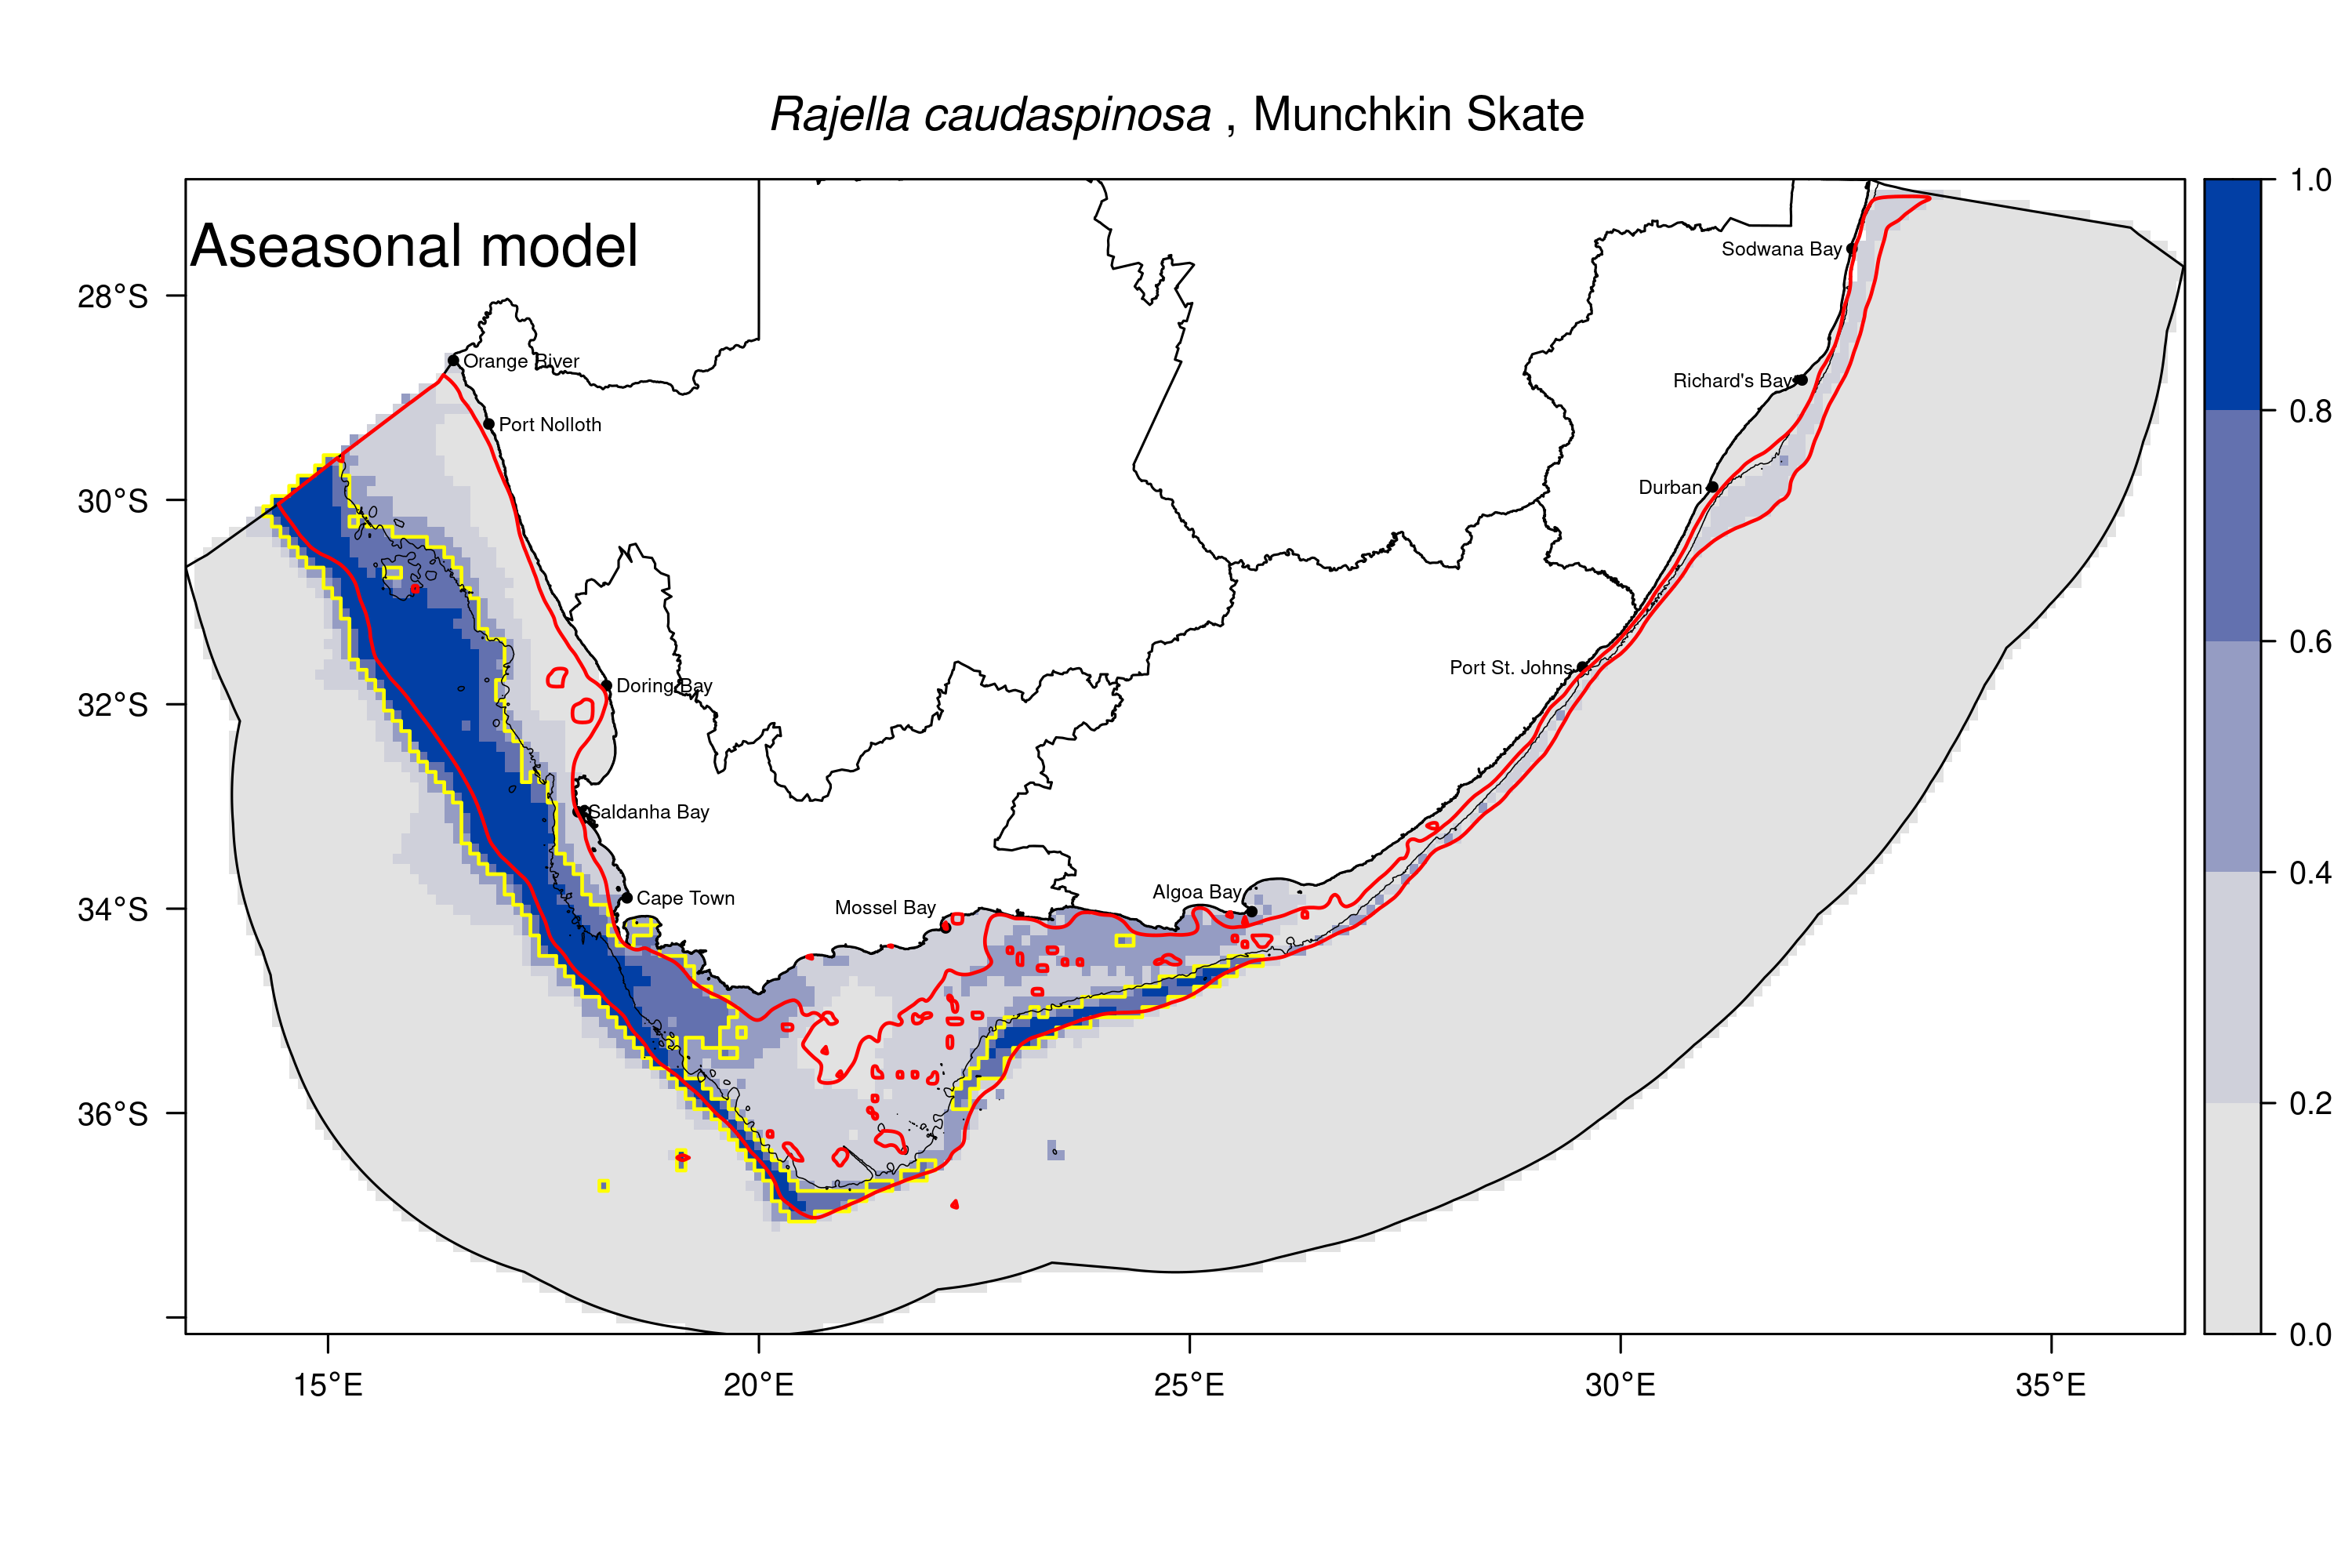 Rajella caudaspinosa , Munchkin Skate
Aseasonal model
28°S
30°S
32°S
34°S
36°S
15°E
20°E
25°E
30°E
35°E
1.0
0.8
0.6
0.4
0.2
0.0
Sodwana Bay
Orange River
Richard's Bay
Port Nolloth
Durban
Port St. Johns
Doring Bay
Saldanha Bay
Algoa Bay
Cape Town
Mossel Bay